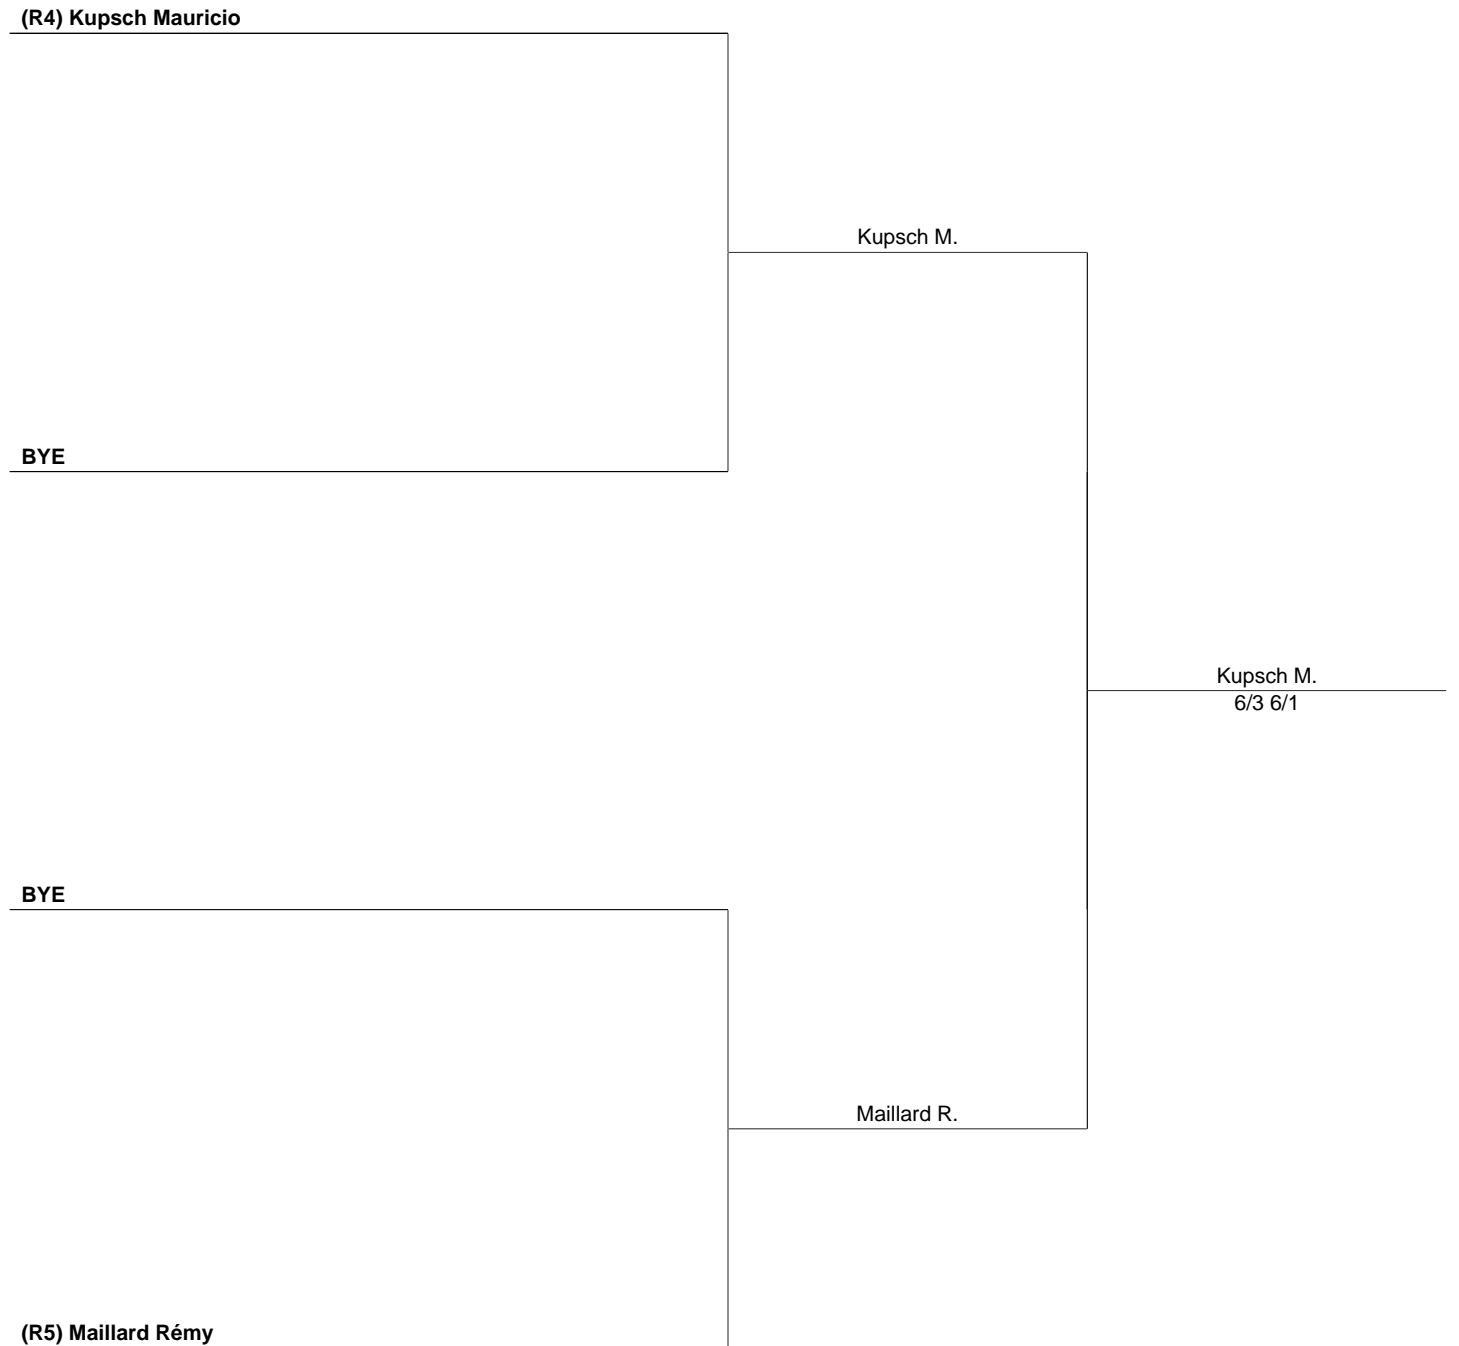 (R4) Kupsch Mauricio
Kupsch M.
BYE
Kupsch M.
6/3 6/1
BYE
Maillard R.
(R5) Maillard Rémy